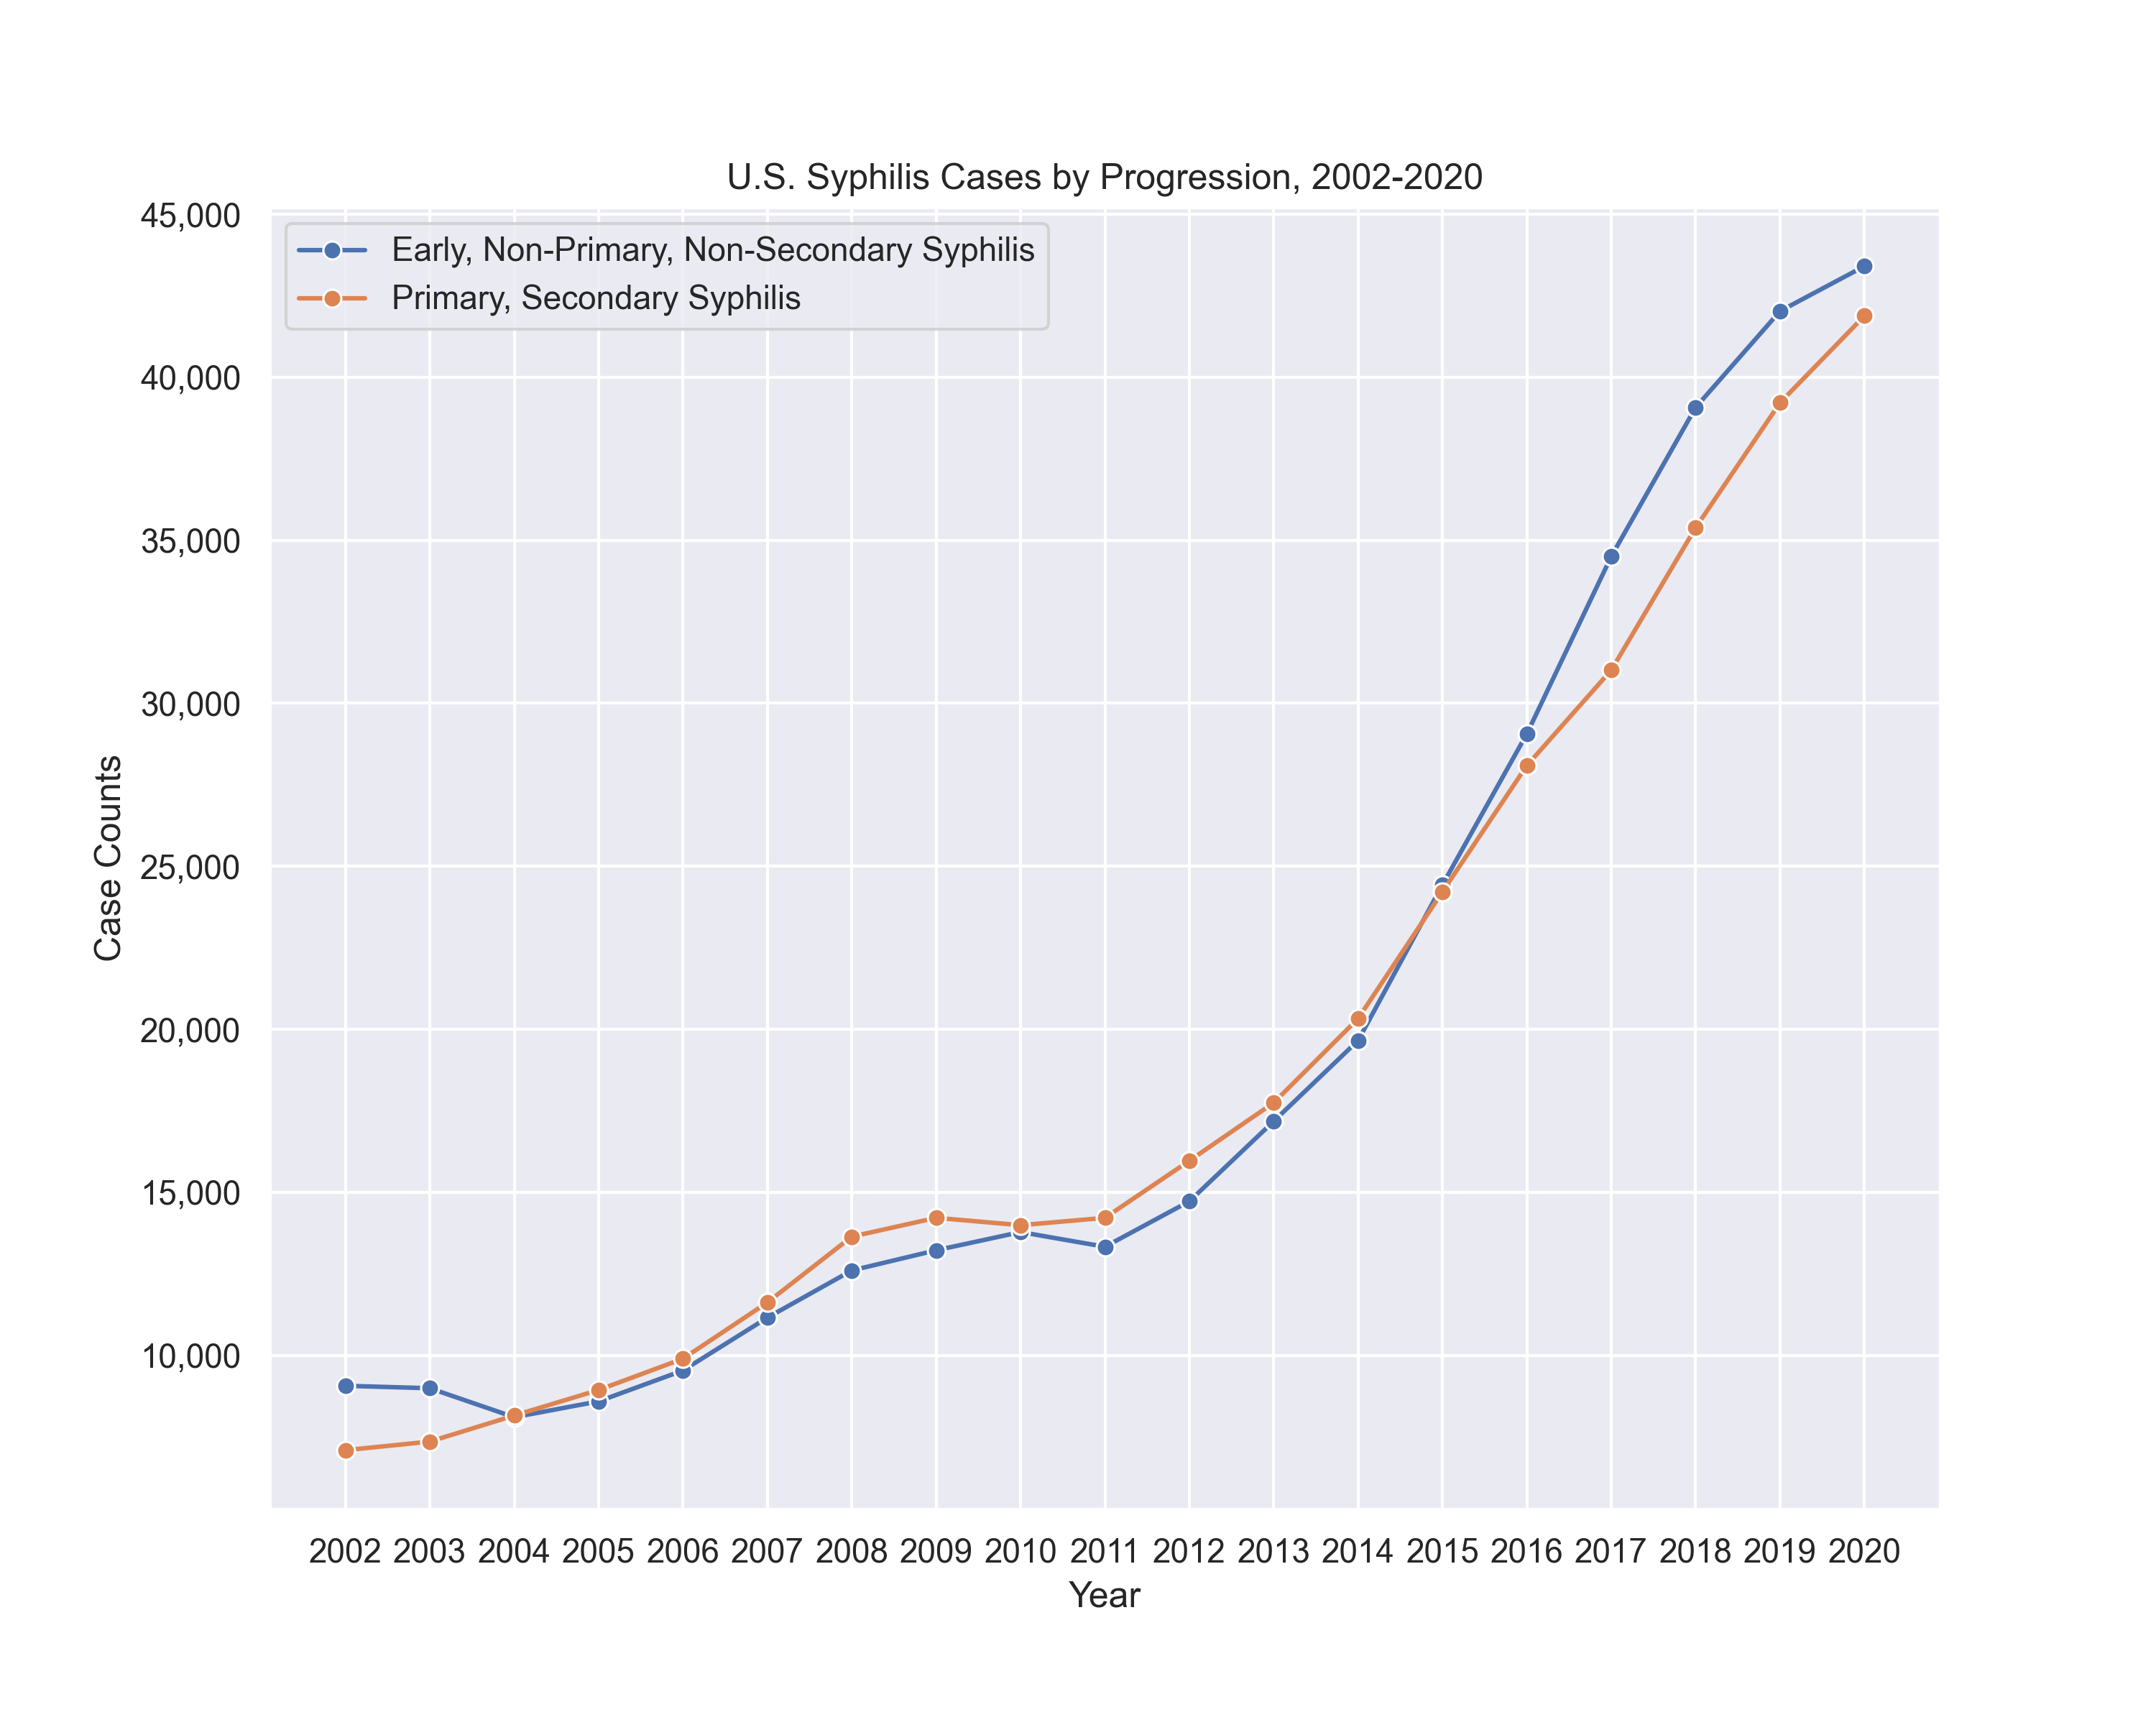 U.S. Syphilis Cases by Progression, 2002-2020
Early, Non-Primary, Non-Secondary Syphilis
Primary, Secondary Syphilis
45,000
40,000
35,000
30,000
25,000
20,000
15,000
10,000
Case Counts
2002 2003 2004 2005 2006 2007 2008 2009 2010 2011 2012 2013 2014 2015 2016 2017 2018 2019 2020
Year